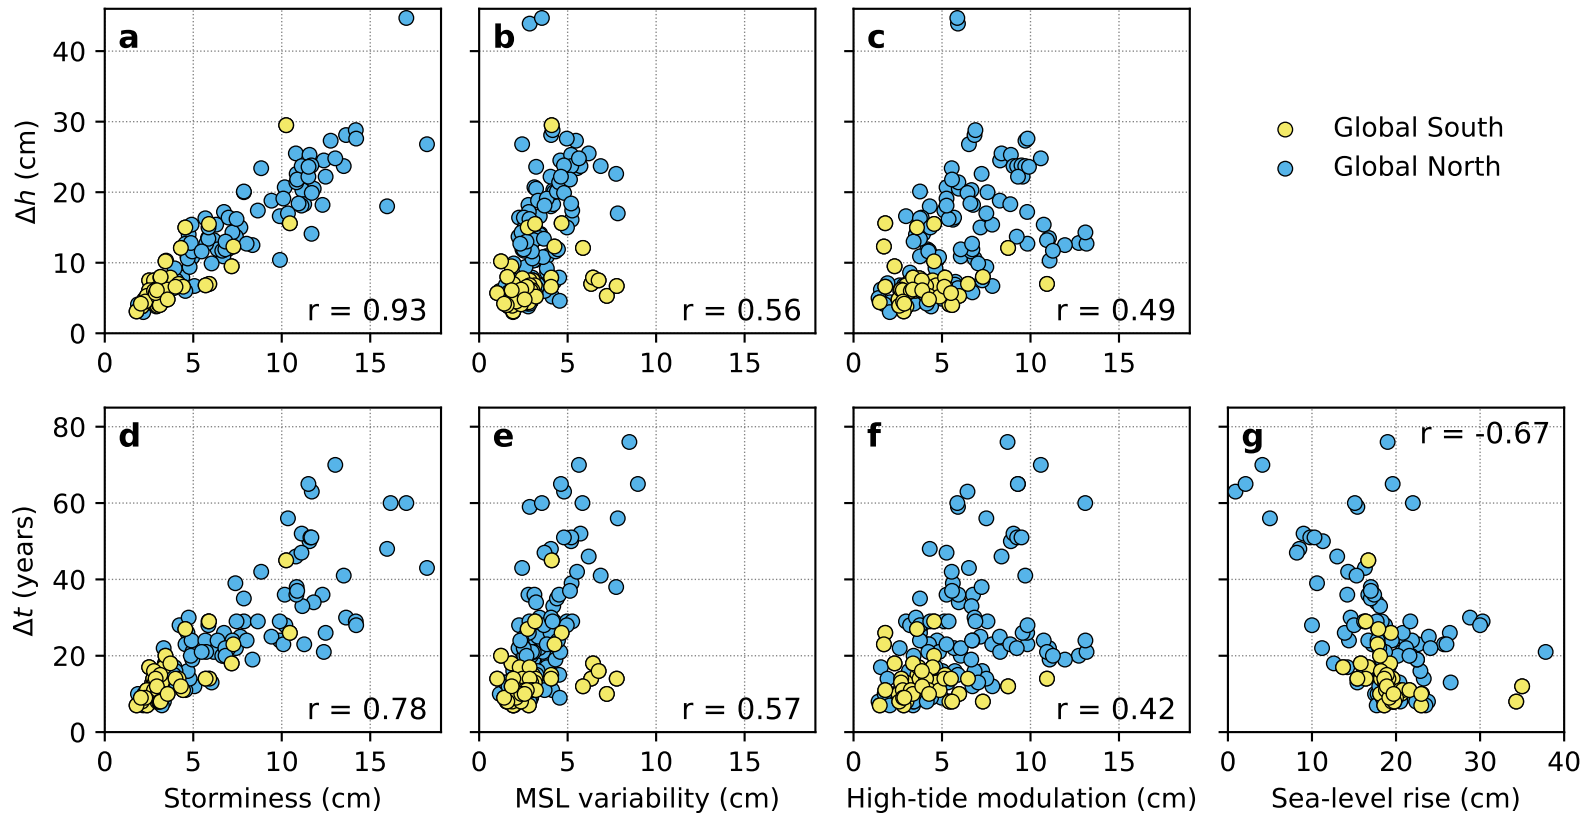 a
b
c
40
30
20
10
0
Δh (cm)
r = 0.93
r = 0.56
r = 0.49
0 5 10 15
0 5 10 15
0 5 10 15
Global South
Global North
d
e
f
g
80
60
40
20
0
Δt (years)
r = 0.78
r = 0.57
r = 0.42
r = -0.67
0 5 10 15
0 5 10 15
0 5 10 15
0 10 20 30 40
Storminess (cm)
MSL variability (cm)
High-tide modulation (cm)
Sea-level rise (cm)